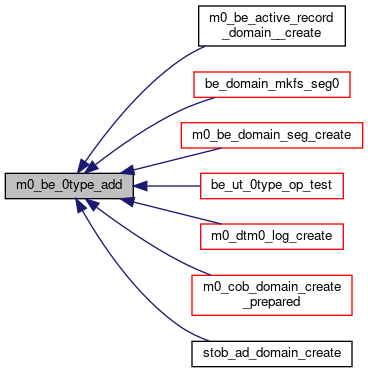 m0_be_active_record
_domain__create
be_domain_mkfs_seg0
m0_be_domain_seg_create
m0_be_0type_add
be_ut_0type_op_test
m0_dtm0_log_create
m0_cob_domain_create
_prepared
stob_ad_domain_create